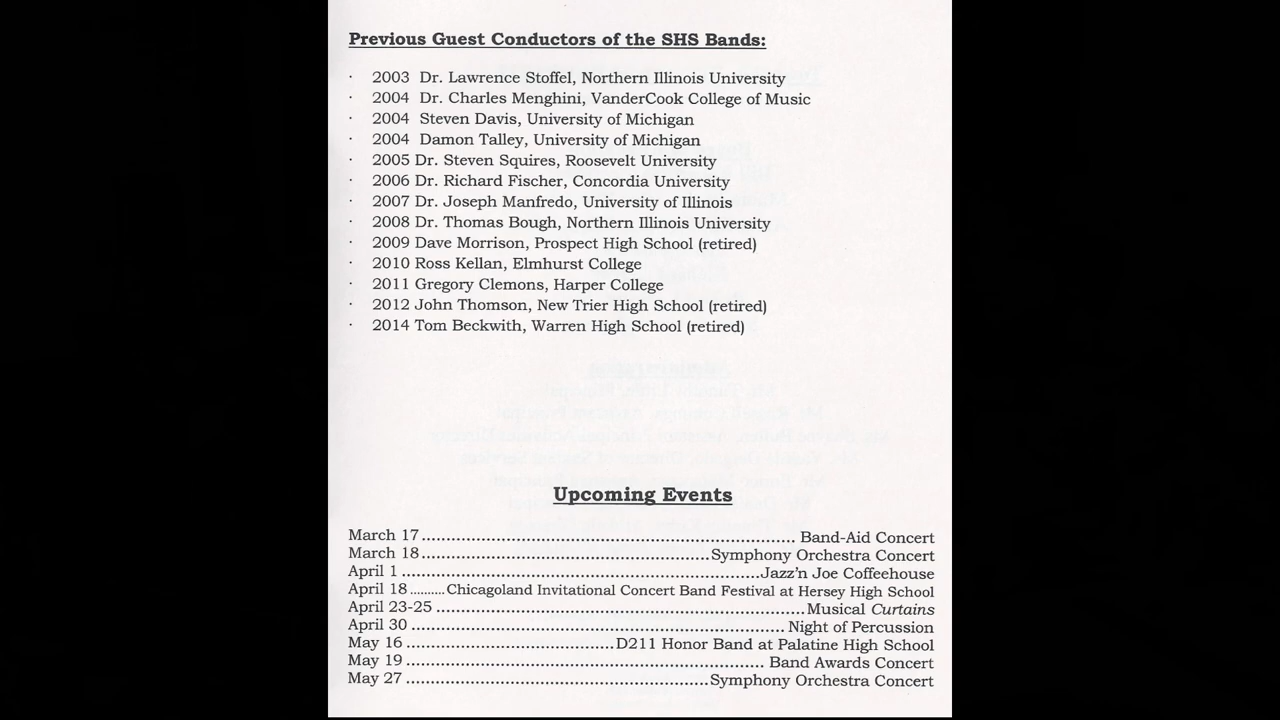 Previous Guest Conductors of the SHS Bands:
· 2003 Dr. Lawrence Stoffel, Northern Illinois University
· 2004 Dr. Charles Menghini, VanderCook College of Music
· 2004 Steven Davis, University of Michigan
· 2004 Damon Talley, University of Michigan
· 2005 Dr. Steven Squires, Roosevelt University
· 2006 Dr. Richard Fischer, Concordia University
· 2007 Dr. Joseph Manfredo, University of Illinois
· 2008 Dr. Thomas Bough, Northern Illinois University
· 2009 Dave Morrison, Prospect High School (retired)
· 2010 Ross Kellan, Elmhurst College
· 2011 Gregory Clemons, Harper College
· 2012 John Thomson, New Trier High School (retired)
· 2014 Tom Beckwith, Warren High School (retired)
Upcoming Events
March 17 ............................................................. Band-Aid Concert
March 18 ...............................................Symphony Orchestra Concert
April 1 ...........................................................Jazz'n Joe Coffeehouse
April 18 ..........Chicagoland Invitational Concert Band Festival at Hersey High School
April 23-25 ............................................................ Musical Curtains
April 30 ............................................................. Night of Percussion
May 16 ..................................D211 Honor Band at Palatine High School
May 19 .......................................................... Band Awards Concert
May 27 .................................................Symphony Orchestra Concert